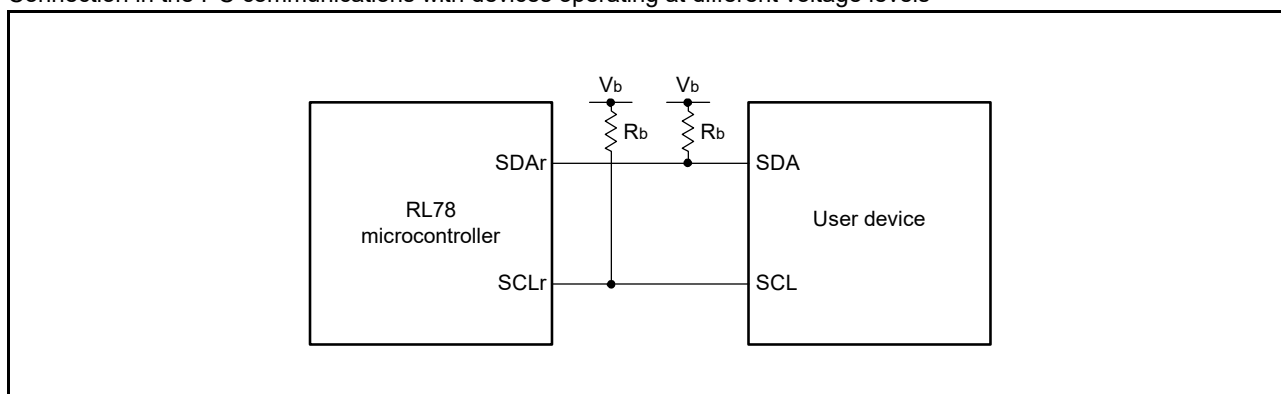 Connection in the communications with devices operating at different voltage levels
Vb Vb
Rb Rb
SDAr SDA
RL78
microcontroller
User device
SCLr SCL